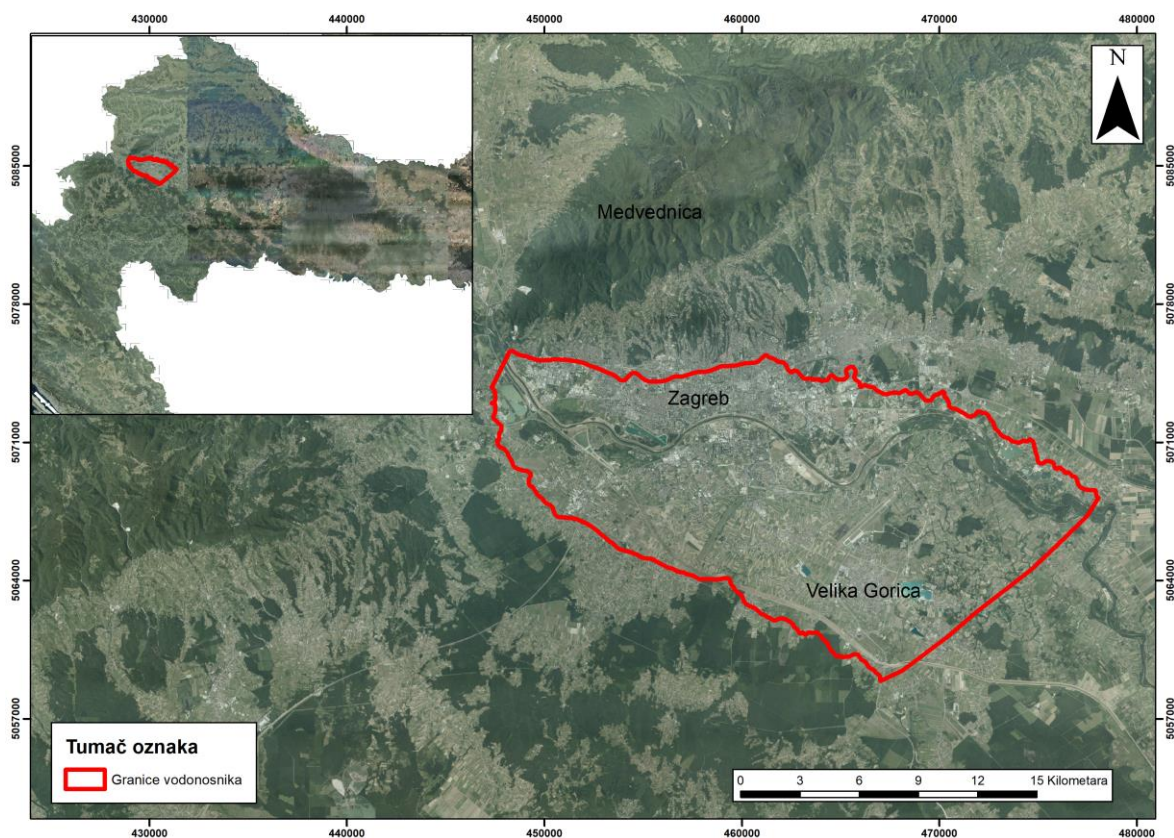 430000 440000 450000 460000 470000 480000
N
5085000 5085000
Medvednica
5078000 5078000
Zagreb
5071000 5071000
5064000 5064000
Velika Gorica
5057000 5057000
Tumač oznaka
Granice vodonosnika
0 3 6 9 12 15 Kilometara
430000 440000 450000 460000 470000 480000